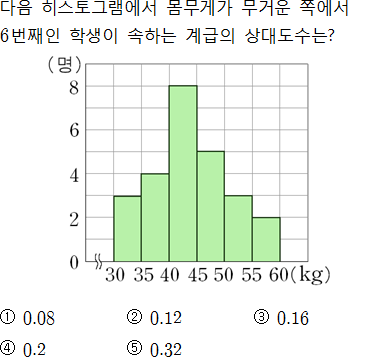 다음 히스토그램에서 몸무게가 무거운 쪽에서
6번째인 학생이 속하는 계급의 상대도수는?
(명)
8
6
4
2
0
30 35 40 45 50 55 60(kg)
① 0.08 ② 0.12 ③ 0.16
④ 0.2 ⑤ 0.32